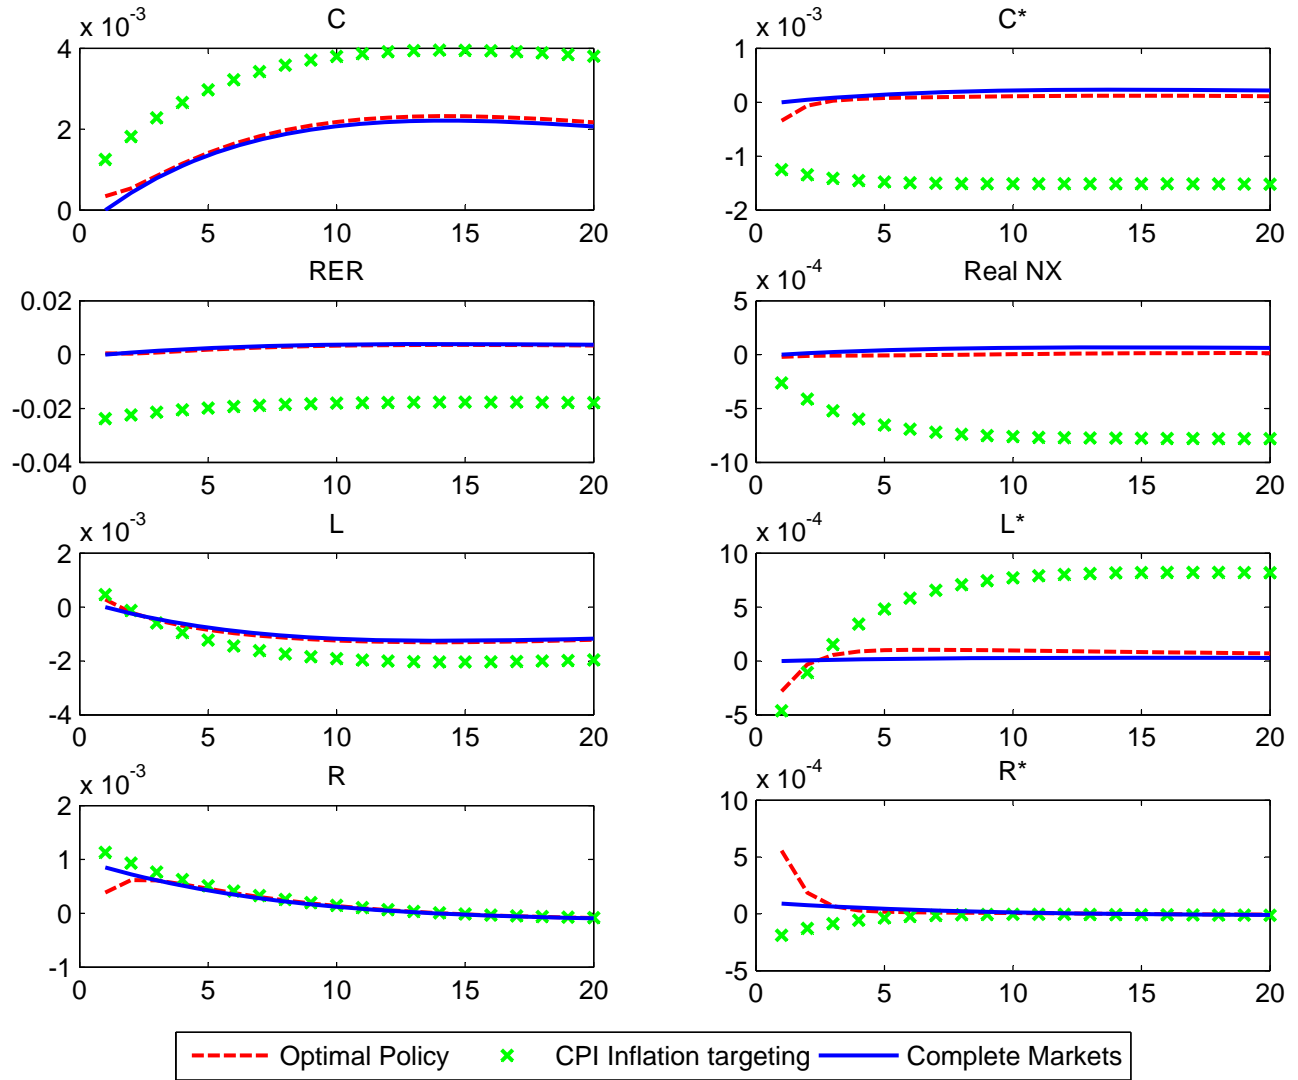 C
x 10^-3
4
2
0
0 5 10 15 20
C*
x 10^-3
1
0
-1
-2
0 5 10 15 20
RER
0.02
0
-0.02
-0.04
0 5 10 15 20
Real NX
x 10^-4
5
0
-5
-10
0 5 10 15 20
L
x 10^-3
2
0
-2
-4
0 5 10 15 20
L*
x 10^-4
10
5
0
-5
0 5 10 15 20
R
x 10^-3
2
1
0
-1
0 5 10 15 20
R*
x 10^-4
10
5
0
-5
0 5 10 15 20
Optimal Policy CPI Inflation targeting Complete Markets